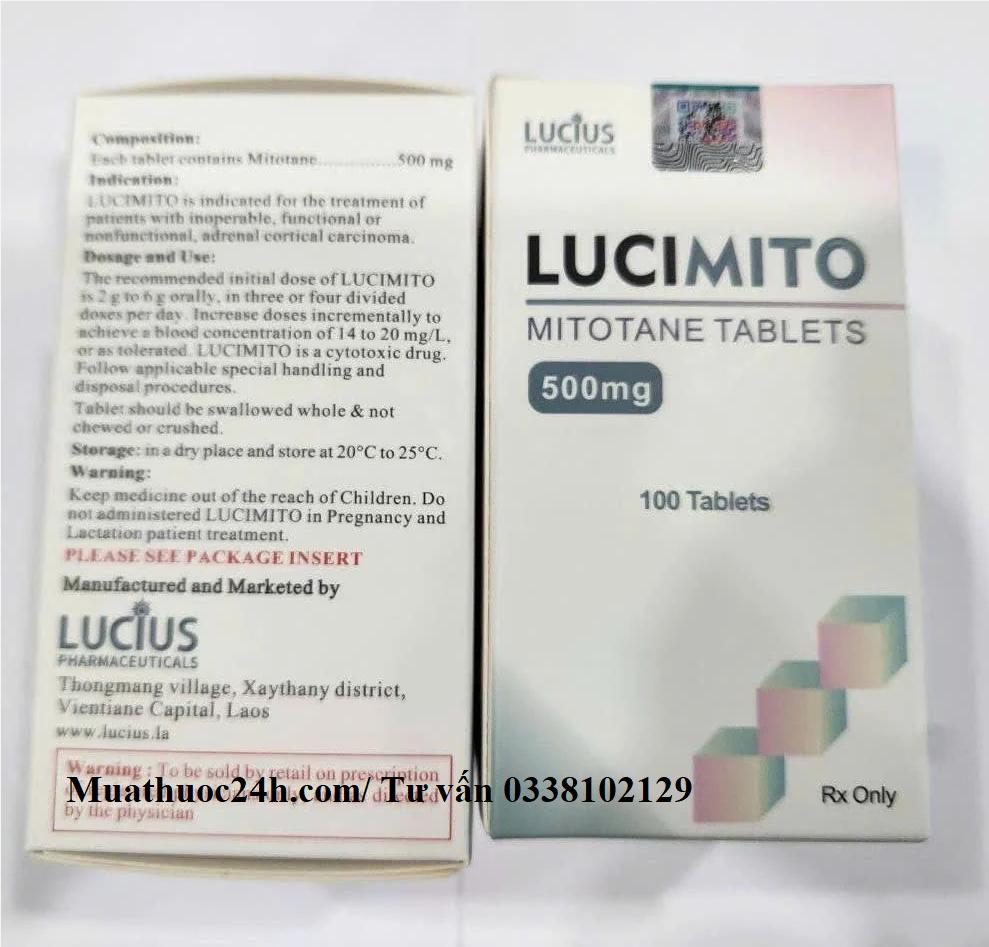 Composition:
Each tablet contains Mitotane................500 mg
Indication:
LUCIMITO is indicated for the treatment of
patients with inoperable, functional or
nonfunctional, adrenal cortical carcinoma.
Dosage and Use:
The recommended initial dose of LUCIMITO
is 2 g to 6 g orally, in three or four divided
doses per day. Increase doses incrementally to
achieve a blood concentration of 14 to 20 mg/L,
or as tolerated. LUCIMITO is a cytotoxic drug.
Follow applicable special handling and
disposal procedures.
Tablet should be swallowed whole & not
chewed or crushed.
Storage: in a dry place and store at 20°C to 25°C.
Warning:
Keep medicine out of the reach of Children. Do
not administered LUCIMITO in Pregnancy and
Lactation patient treatment.
PLEASE SEE PACKAGE INSERT
Manufactured and Marketed by
LUCIUS
PHARMACEUTICALS
Thongmang village, Xaythany district,
Vientiane Capital, Laos
www.lucius.la
Warning : To be sold by retail on prescription
directed
by the physician
Muathuoc24h.com/ Tư vấn 0338102129
LUCIUS
PHARMACEUTICALS
LUCIMITO
MITOTANE TABLETS
500mg
100 Tablets
Rx Only